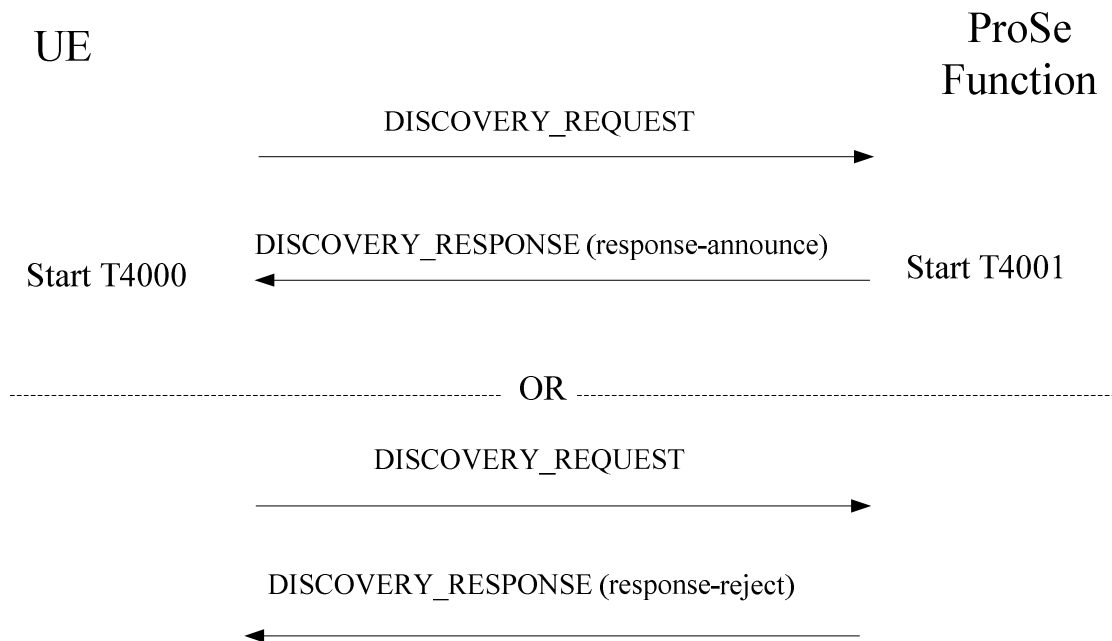 UE
ProSe
Function
DISCOVERY_REQUEST
DISCOVERY_RESPONSE (response-announce)
Start T4000
Start T4001
OR
DISCOVERY_REQUEST
DISCOVERY_RESPONSE (response-reject)